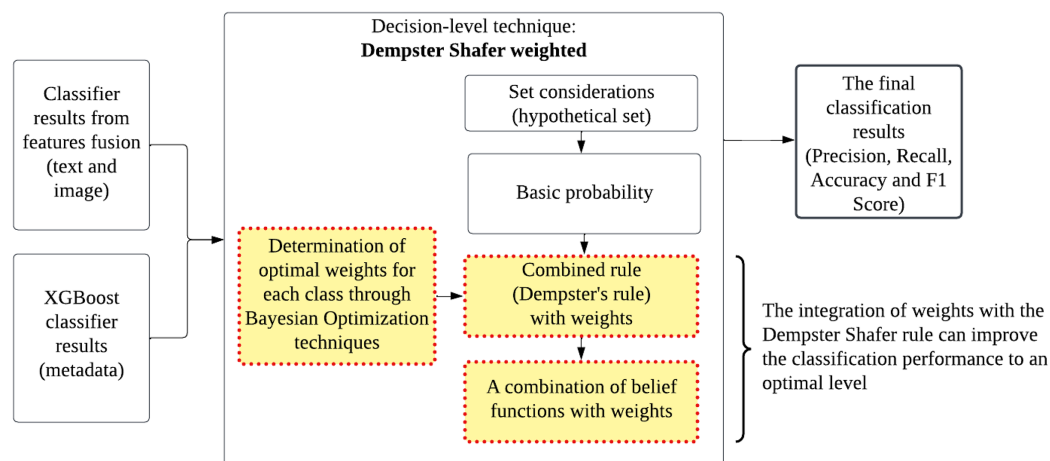 Decision-level technique:
Dempster Shafer weighted
Classifier
results from
features fusion
(text and
image)
XGBoost
classifier
results
(metadata)
Set considerations
(hypothetical set)
Basic probability
Determination of
optimal weights for
each class through
Bayesian Optimization
techniques
Combined rule
(Dempster's rule)
with weights
A combination of belief
functions with weights
The final
classification
results
(Precision, Recall,
Accuracy and F1
Score)
The integration of weights with the
Dempster Shafer rule can improve
the classification performance to an
optimal level